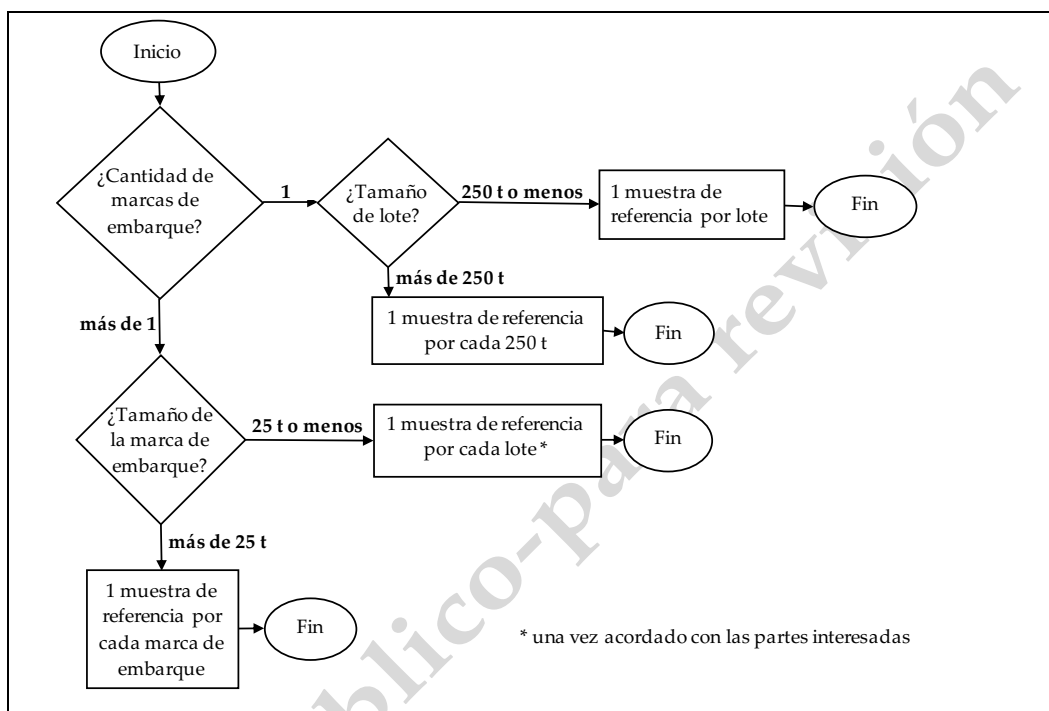 Inicio
¿Cantidad de
marcas de
embarque?
1
¿Tamaño
de lote?
250 t o menos
1 muestra de
referencia por lote
Fin
más de 250 t
1 muestra de referencia
por cada 250 t
Fin
más de 1
¿Tamaño de
la marca de
embarque?
25 t o menos
1 muestra de referencia
por cada lote *
Fin
más de 25 t
1 muestra de
referencia por
cada marca de
embarque
Fin
* una vez acordado con las partes interesadas
blico-para revisión